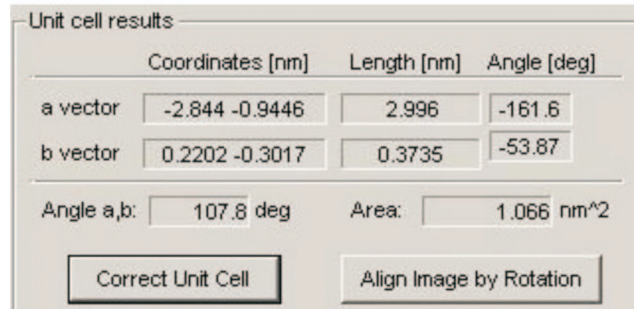 Unit cell results
Coordinates [nm] Length [nm] Angle [deg]
a vector -2.844 -0.9446 2.996 -161.6
b vector 0.2202 -0.3017 0.3735 -53.87
Angle a,b: 107.8 deg Area: 1.066 nm^2
Correct Unit Cell Align Image by Rotation